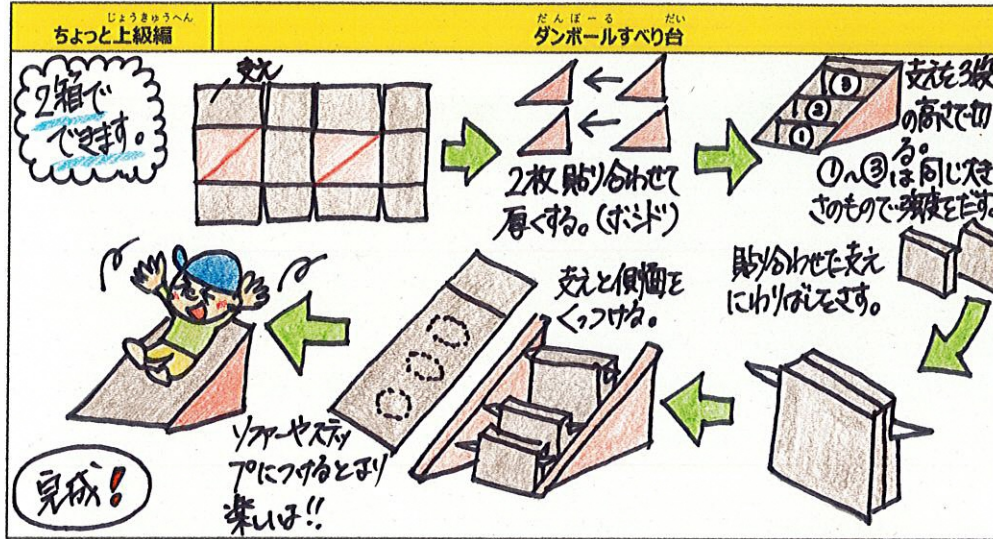 じょうきゅうへん
ちょっと上級編
だんぼーる だい
ダンボールすべり台
2箱で
できます。
支え
2枚貼り合わせて
厚くする。(ボンド)
③
②
①
支えを3枚
の高さで切
る。
①〜③は同じ大き
さのもので強度をだす。
貼り合わせた支え
にわりばしをさす。
支えと側面を
くっつける。
ソファーやステッ
プにつけるとより
楽しいよ!!
完成!